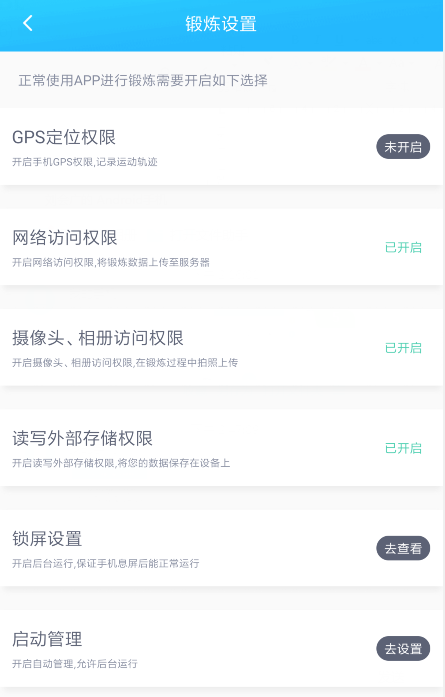 锻炼设置
正常使用APP进行锻炼需要开启如下选择
GPS定位权限
开启手机GPS权限,记录运动轨迹
未开启
网络访问权限
开启网络访问权限,将锻炼数据上传至服务器
已开启
摄像头、相册访问权限
开启摄像头、相册访问权限,在锻炼过程中拍照上传
已开启
读写外部存储权限
开启读写外部存储权限,将您的数据保存在设备上
已开启
锁屏设置
开启后台运行,保证手机息屏后能正常运行
去查看
启动管理
开启自动管理,允许后台运行
去设置